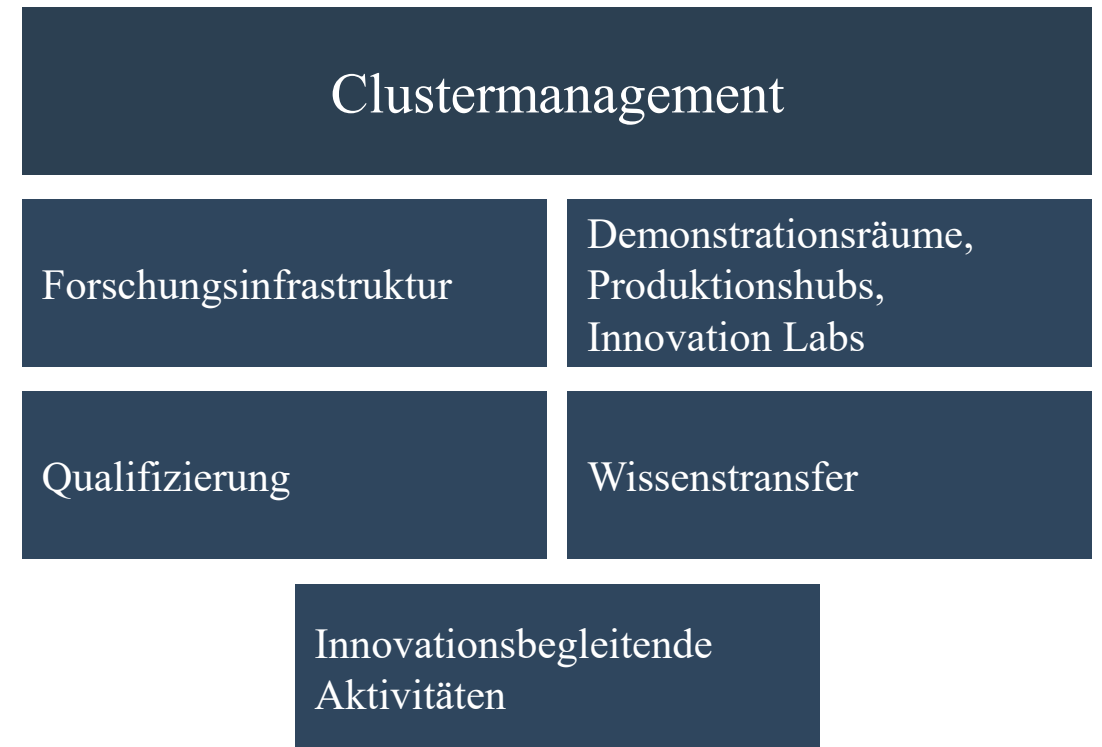 Clustermanagement
Forschungsinfrastruktur
Demonstrationsräume,
Produktionshubs,
Innovation Labs
Qualifizierung
Wissenstransfer
Innovationsbegleitende
Aktivitäten